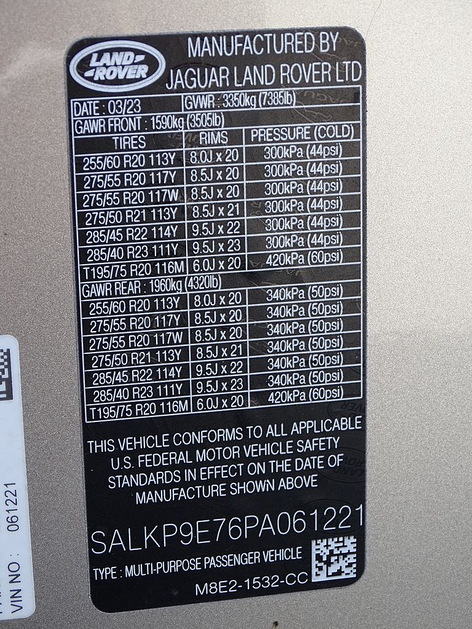 LAND
ROVER
MANUFACTURED BY
JAGUAR LAND ROVER LTD
DATE : 03/23 GVWR : 3350kg (7385lb)
GAWR FRONT : 1590kg (3505lb)
TIRES RIMS PRESSURE (COLD)
255/60 R20 113Y 8.0J x 20 300kPa (44psi)
275/55 R20 117Y 8.5J x 20 300kPa (44psi)
275/55 R20 117W 8.5J x 20 300kPa (44psi)
275/50 R21 113Y 8.5J x 21 300kPa (44psi)
285/45 R22 114Y 9.5J x 22 300kPa (44psi)
285/40 R23 111Y 9.5J x 23 300kPa (44psi)
T195/75 R20 116M 6.0J x 20 420kPa (60psi)
GAWR REAR : 1960kg (4320lb)
255/60 R20 113Y 8.0J x 20 340kPa (50psi)
275/55 R20 117Y 8.5J x 20 340kPa (50psi)
275/55 R20 117W 8.5J x 20 340kPa (50psi)
275/50 R21 113Y 8.5J x 21 340kPa (50psi)
285/45 R22 114Y 9.5J x 22 340kPa (50psi)
285/40 R23 111Y 9.5J x 23 340kPa (50psi)
T195/75 R20 116M 6.0J x 20 420kPa (60psi)
THIS VEHICLE CONFORMS TO ALL APPLICABLE
U.S. FEDERAL MOTOR VEHICLE SAFETY
STANDARDS IN EFFECT ON THE DATE OF
MANUFACTURE SHOWN ABOVE
SALKP9E76PA061221
TYPE : MULTI-PURPOSE PASSENGER VEHICLE
M8E2-1532-CC
VIN NO : 061221